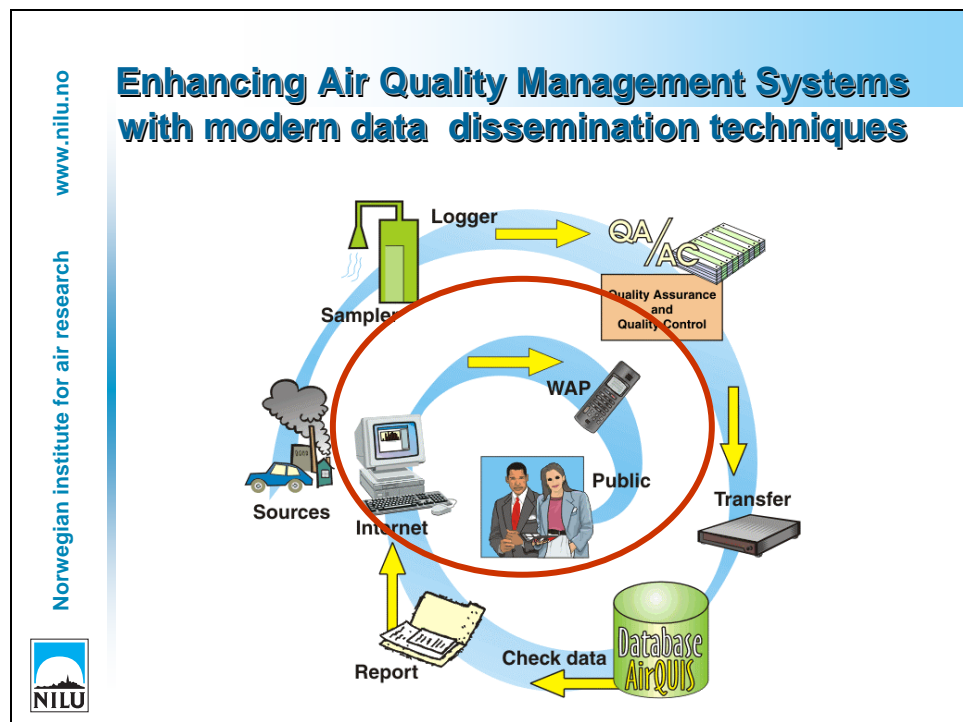 Enhancing Air Quality Management Systems
with modern data dissemination techniques
www.nilu.no
Norwegian institute for air research
Logger
QA/AC
Sampler
Quality Assurance
and
Quality Control
WAP
Sources
Internet
Public
Transfer
Report
Check data
Database
AirQUIS
NILU